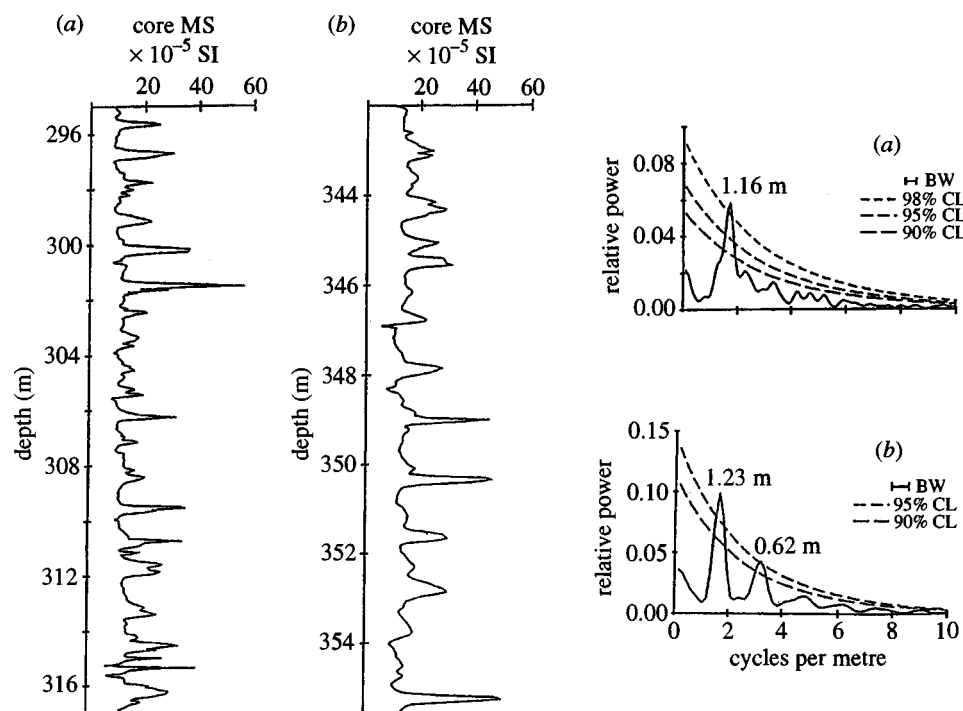 (a) core MS
× 10⁻⁵ SI
20 40 60
depth (m)
296
300
304
308
312
316
(b) core MS
× 10⁻⁵ SI
20 40 60
depth (m)
344
346
348
350
352
354
(a)
relative power
0.08
0.04
0.00
1.16 m
BW
98% CL
95% CL
90% CL
(b)
relative power
0.15
0.10
0.05
0.00
1.23 m
0.62 m
BW
95% CL
90% CL
0 2 4 6 8 10
cycles per metre